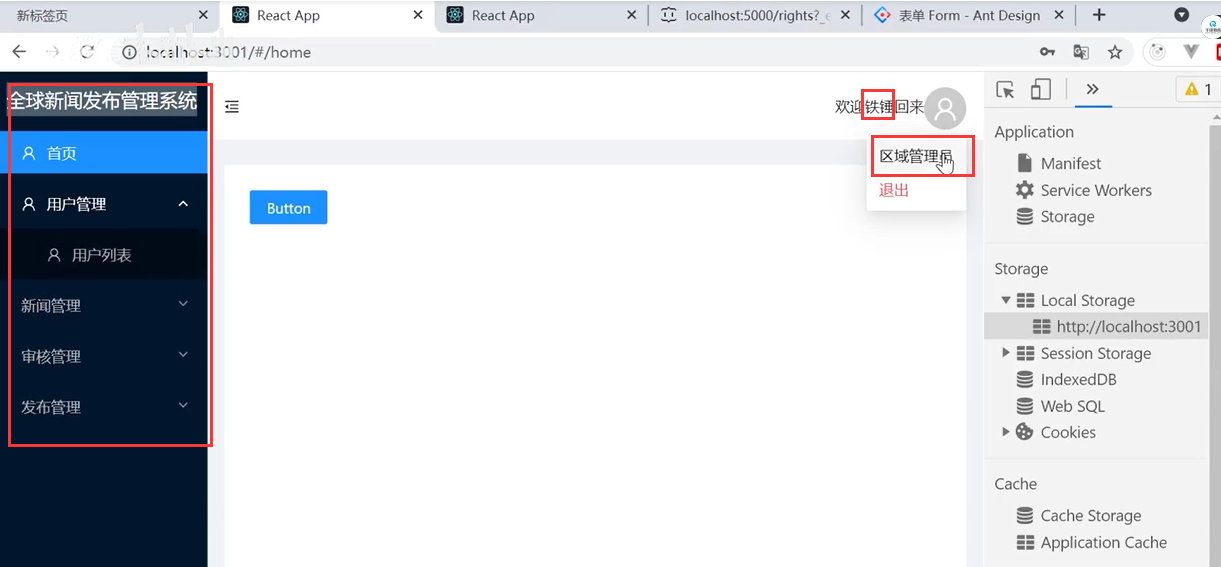 新标签页
React App
React App
localhost:5000/rights?_e
表单 Form - Ant Design
localhost:3001/#/home
全球新闻发布管理系统
首页
用户管理
用户列表
新闻管理
审核管理
发布管理
欢迎铁锤回来
区域管理员
退出
Button
1
Application
Manifest
Service Workers
Storage
Storage
Local Storage
http://localhost:3001
Session Storage
IndexedDB
Web SQL
Cookies
Cache
Cache Storage
Application Cache